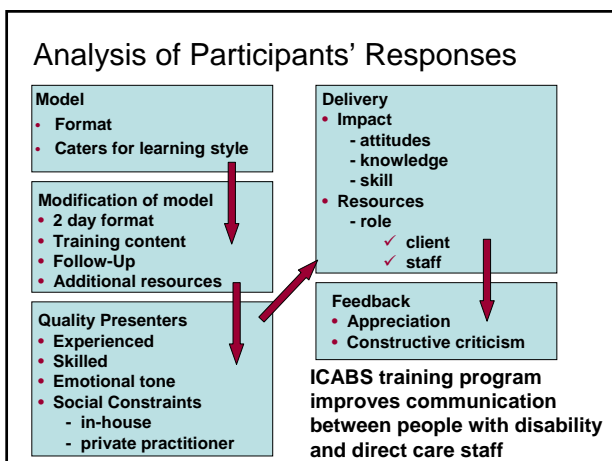 Analysis of Participants' Responses
Model
• Format
• Caters for learning style
Modification of model
• 2 day format
• Training content
• Follow-Up
• Additional resources
Quality Presenters
• Experienced
• Skilled
• Emotional tone
• Social Constraints
- in-house
- private practitioner
Delivery
• Impact
- attitudes
- knowledge
- skill
• Resources
- role
✓ client
✓ staff
Feedback
• Appreciation
• Constructive criticism
ICABS training program
improves communication
between people with disability
and direct care staff